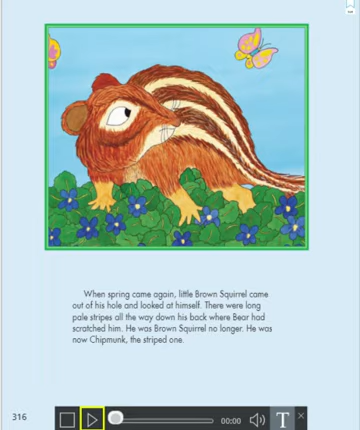 When spring came again, little Brown Squirrel came
out of his hole and looked at himself. There were long
pale stripes all the way down his back where Bear had
scratched him. He was Brown Squirrel no longer. He was
now Chipmunk, the striped one.
316
00:00
T